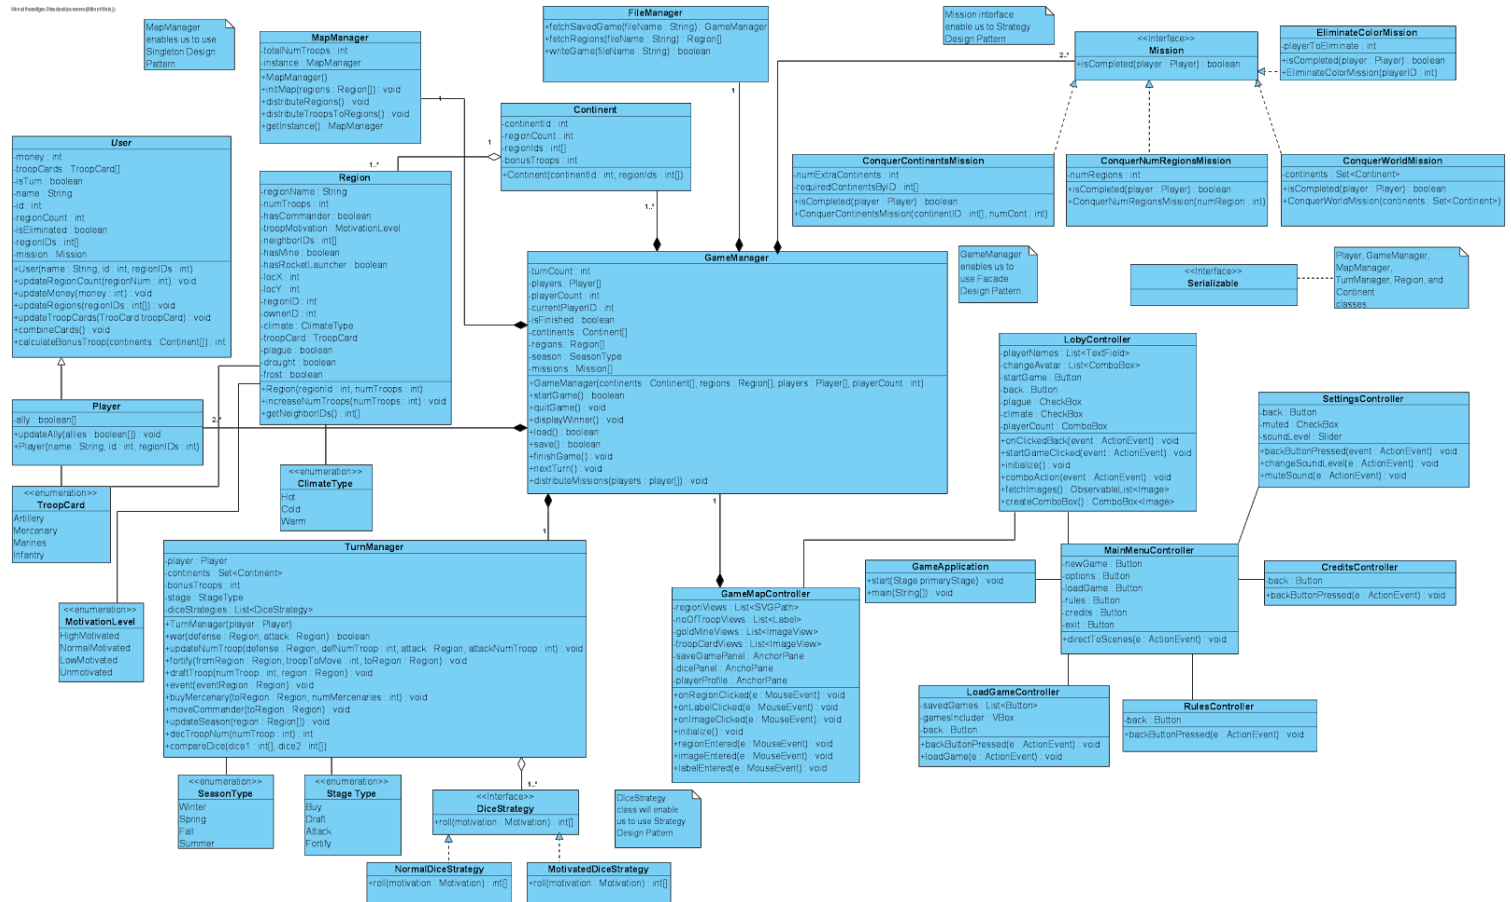 MapManager
enables us to use
Singleton Design
Pattern
MapManager
-totalNumTroops : int
-instance : MapManager
+MapManager()
+initMap(regions : Region[]) : void
+distributeRegions() : void
+distributeTroopsToRegions() : void
+getInstance() : MapManager
FileManager
+fetchSavedGame(fileName : String) : GameManager
+fetchRegions(fileName : String) : Region[]
+writeGame(fileName : String) : boolean
Mission interface
enable us to Strategy
Design Pattern
<<Interface>>
Mission
+isCompleted(player : Player) : boolean
EliminateColorMission
-playerToEliminate : int
+isCompleted(player : Player) : boolean
+EliminateColorMission(playerID : int)
2..*
1
1
Continent
-continentId : int
-regionCount : int
-regionIds : int[]
-bonusTroops : int
+Continent(continentId : int, regionIds : int[])
1
1..*
1..*
User
-money : int
-troopCards : TroopCard[]
-isTurn : boolean
-name : String
-id : int
-regionCount : int
-isEliminated : boolean
-regionIDs : int[]
-mission : Mission
+User(name : String, id : int, regionIDs : int)
+updateRegionCount(regionNum : int) : void
+updateMoney(money : int) : void
+updateRegions(regionIDs : int[]) : void
+updateTroopCards(TrooCard troopCard) : void
+combineCards() : void
+calculateBonusTroop(continents : Continent[]) : int
Region
-regionName : String
-numTroops : int
-hasCommander : boolean
-troopMotivation : MotivationLevel
-neighborIDs : int[]
-hasMine : boolean
-hasRocketLauncher : boolean
-locX : int
-locY : int
-regionID : int
-ownerID : int
-climate : ClimateType
-troopCard : TroopCard
-plague : boolean
-drought : boolean
-frost : boolean
+Region(regionId : int, numTroops : int)
+increaseNumTroops(numTroops : int) : void
+getNeighborIDs() : int[]
ConquerContinentsMission
-numExtraContinents : int
-requiredContinentsByID : int[]
+isCompleted(player : Player) : boolean
+ConquerContinentsMission(continentID : int[], numCont : int)
ConquerNumRegionsMission
-numRegions : int
+isCompleted(player : Player) : boolean
+ConquerNumRegionsMission(numRegion : int)
ConquerWorldMission
-continents : Set<Continent>
+isCompleted(player : Player) : boolean
+ConquerWorldMission(continents : Set<Continent>)
GameManager
-turnCount : int
-players : Player[]
-playerCount : int
-currentPlayerID : int
-isFinished : boolean
-continents : Continent[]
-regions : Region[]
-season : SeasonType
-missions : Mission[]
+GameManager(continents : Continent[], regions : Region[], players : Player[], playerCount : int)
+startGame() : boolean
+quitGame() : void
+displayWinner() : void
+load() : boolean
+save() : boolean
+finishGame() : void
+nextTurn() : void
+distributeMissions(players : player[]) : void
GameManager
enables us to
use Facade
Design Pattern.
<<Interface>>
Serializable
Player, GameManager,
MapManager,
TurnManager, Region, and
Continent
classes
Player
-ally : boolean[]
+updateAlly(allies : boolean[]) : void
+Player(name : String, id : int, regionIDs : int)
2..*
<<enumeration>>
TroopCard
Artillery
Mercenary
Marines
Infantry
<<enumeration>>
ClimateType
Hot
Cold
Warm
<<enumeration>>
MotivationLevel
HighMotivated
NormalMotivated
LowMotivated
Unmotivated
LobyController
-playerNames : List<TextField>
-changeAvatar : List<ComboBox>
-startGame : Button
-back : Button
-plague : CheckBox
-climate : CheckBox
-playerCount : ComboBox
+onClickedBack(event : ActionEvent) : void
+startGameClicked(event : ActionEvent) : void
+initialize() : void
+comboAction(event : ActionEvent) : void
+fetchImages() : ObservableList<Image>
+createComboBox() : ComboBox<Image>
SettingsController
-back : Button
-muted : CheckBox
-soundLevel : Slider
+backButtonPressed(event : ActionEvent) : void
+changeSoundLevel(e : ActionEvent) : void
+muteSound(e : ActionEvent) : void
1
1
TurnManager
-player : Player
-continents : Set<Continent>
-bonusTroops : int
-stage : StageType
-diceStrategies : List<DiceStrategy>
+TurnManager(player : Player)
+war(defense : Region, attack : Region) : boolean
+updateNumTroop(defense : Region, defNumTroop : int, attack : Region, attackNumTroop : int) : void
+fortify(fromRegion : Region, troopToMove : int, toRegion : Region) : void
+draftTroop(numTroop : int, region : Region) : void
+event(eventRegion : Region) : void
+buyMercenary(toRegion : Region, numMercenaries : int) : void
+moveCommander(toRegion : Region) : void
+updateSeason(region : Region[]) : void
+decTroopNum(numTroop : int) : int
+compareDice(dice1 : int[], dice2 : int[])
GameMapController
-regionViews : List<SVGPath>
-noOfTroopViews : List<Label>
-goldMineViews : List<ImageView>
-troopCardViews : List<ImageView>
-saveGamePanel : AnchorPane
-dicePanel : AnchoPane
-playerProfile : AnchorPane
+onRegionClicked(e : MouseEvent) : void
+onLabelClicked(e : MouseEvent) : void
+onImageClicked(e : MouseEvent) : void
+initialize() : void
+regionEntered(e : MouseEvent) : void
+imageEntered(e : MouseEvent) : void
+labelEntered(e : MouseEvent) : void
GameApplication
+start(Stage primaryStage) : void
+main(String[]) : void
MainMenuController
-newGame : Button
-options : Button
-loadGame : Button
-rules : Button
-credits : Button
-exit : Button
+directToScenes(e : ActionEvent) : void
CreditsController
-back : Button
+backButtonPressed(e : ActionEvent) : void
LoadGameController
-savedGames : List<Button>
-gamesIncluder : VBox
-back : Button
+backButtonPressed(e : ActionEvent) : void
+loadGame(e : ActionEvent) : void
RulesController
-back : Button
+backButtonPressed(e : ActionEvent) : void
<<enumeration>>
SeasonType
Winter
Spring
Fall
Summer
<<enumeration>>
Stage Type
Buy
Draft
Attack
Fortify
1..*
<<Interface>>
DiceStrategy
+roll(motivation : Motivation) : int[]
DiceStrategy
class will enable
us to use Strategy
Design Pattern
NormalDiceStrategy
+roll(motivation : Motivation) : int[]
MotivatedDiceStrategy
+roll(motivation : Motivation) : int[]